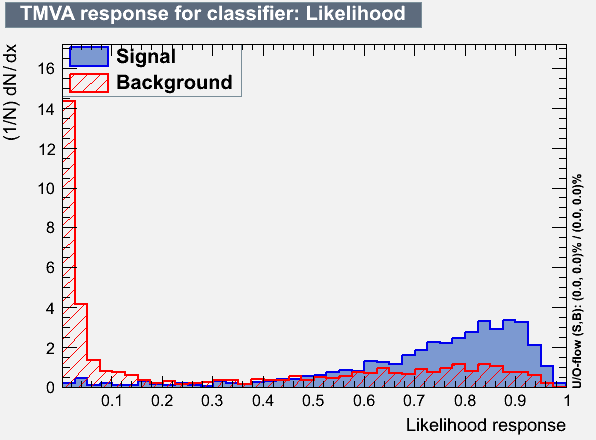 TMVA response for classifier: Likelihood
Signal
Background
(1/N) dN / dx
16
14
12
10
8
6
4
2
0
0.1 0.2 0.3 0.4 0.5 0.6 0.7 0.8 0.9 1
Likelihood response
U/O-flow (S,B): (0.0, 0.0)% / (0.0, 0.0)%